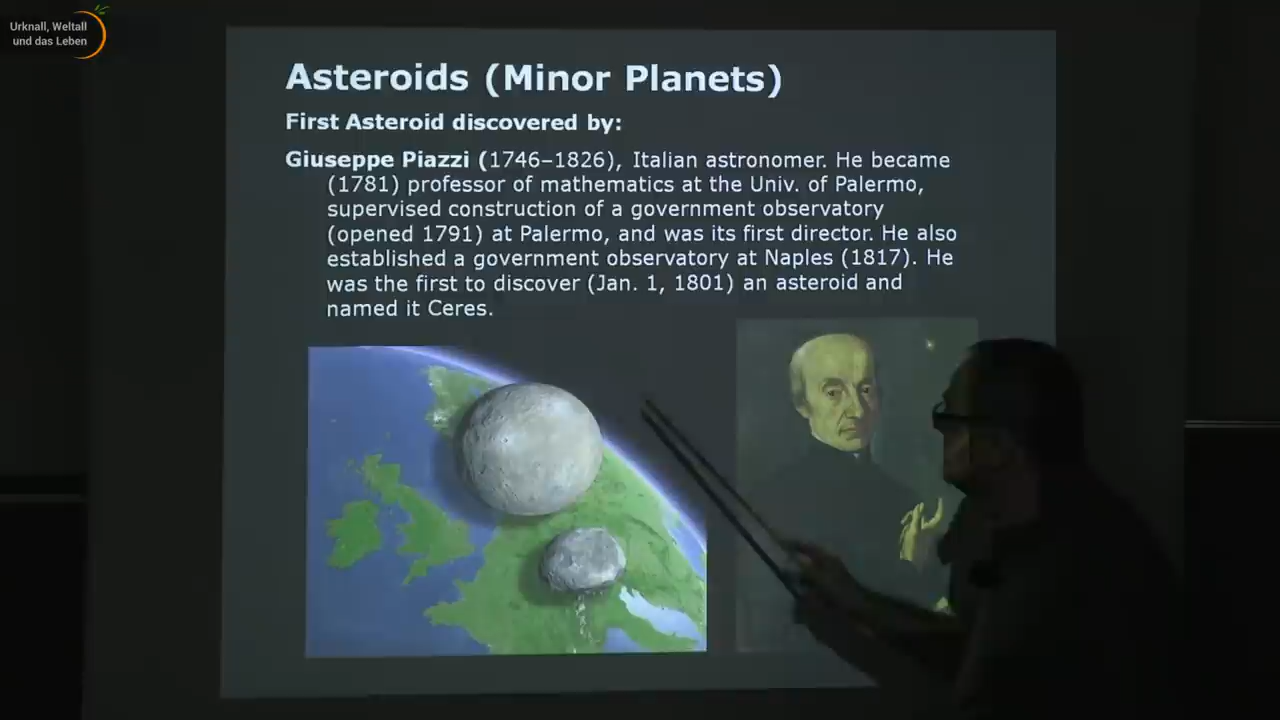 Urknall, Weltall
und das Leben
Asteroids (Minor Planets)
First Asteroid discovered by:
Giuseppe Piazzi (1746–1826), Italian astronomer. He became
(1781) professor of mathematics at the Univ. of Palermo,
supervised construction of a government observatory
(opened 1791) at Palermo, and was its first director. He also
established a government observatory at Naples (1817). He
was the first to discover (Jan. 1, 1801) an asteroid and
named it Ceres.